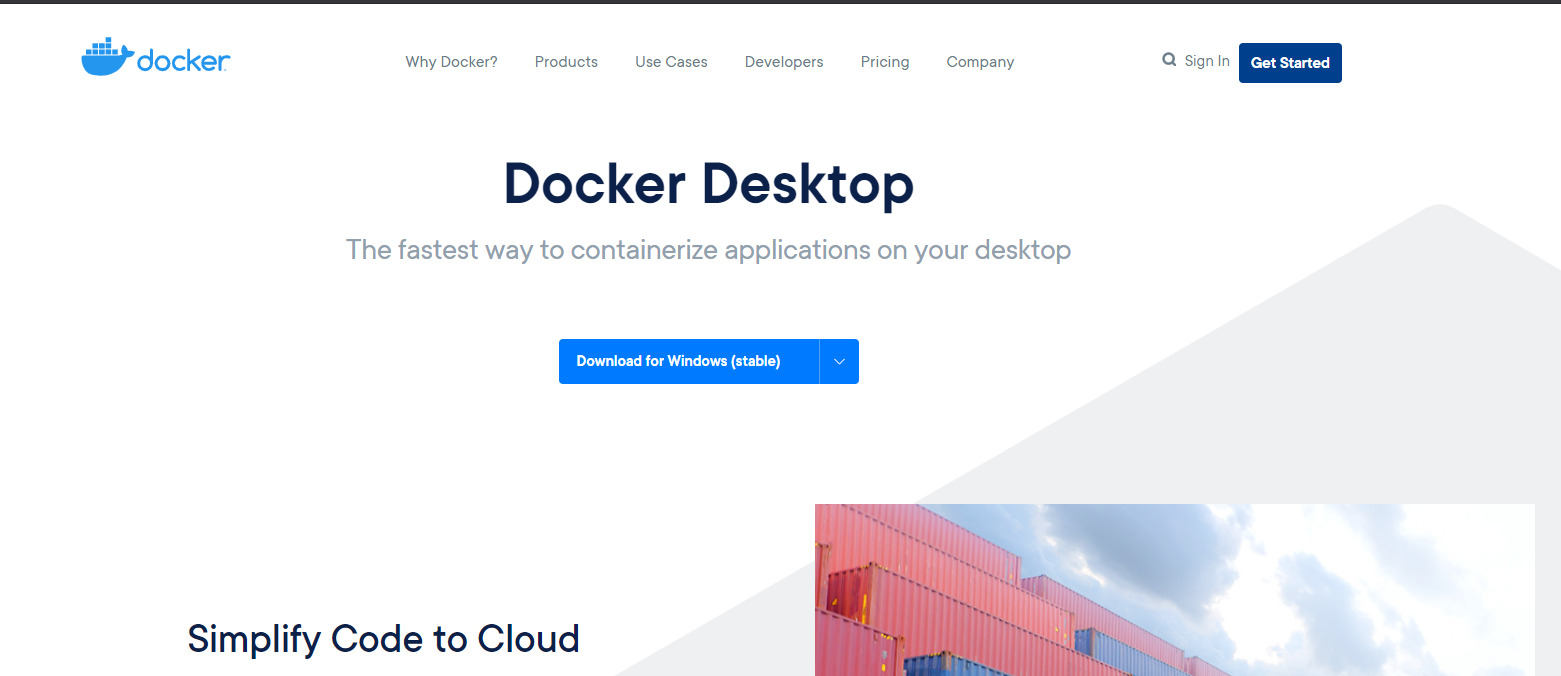 docker
Why Docker? Products Use Cases Developers Pricing Company
Sign In Get Started
Docker Desktop
The fastest way to containerize applications on your desktop
Download for Windows (stable)
Simplify Code to Cloud